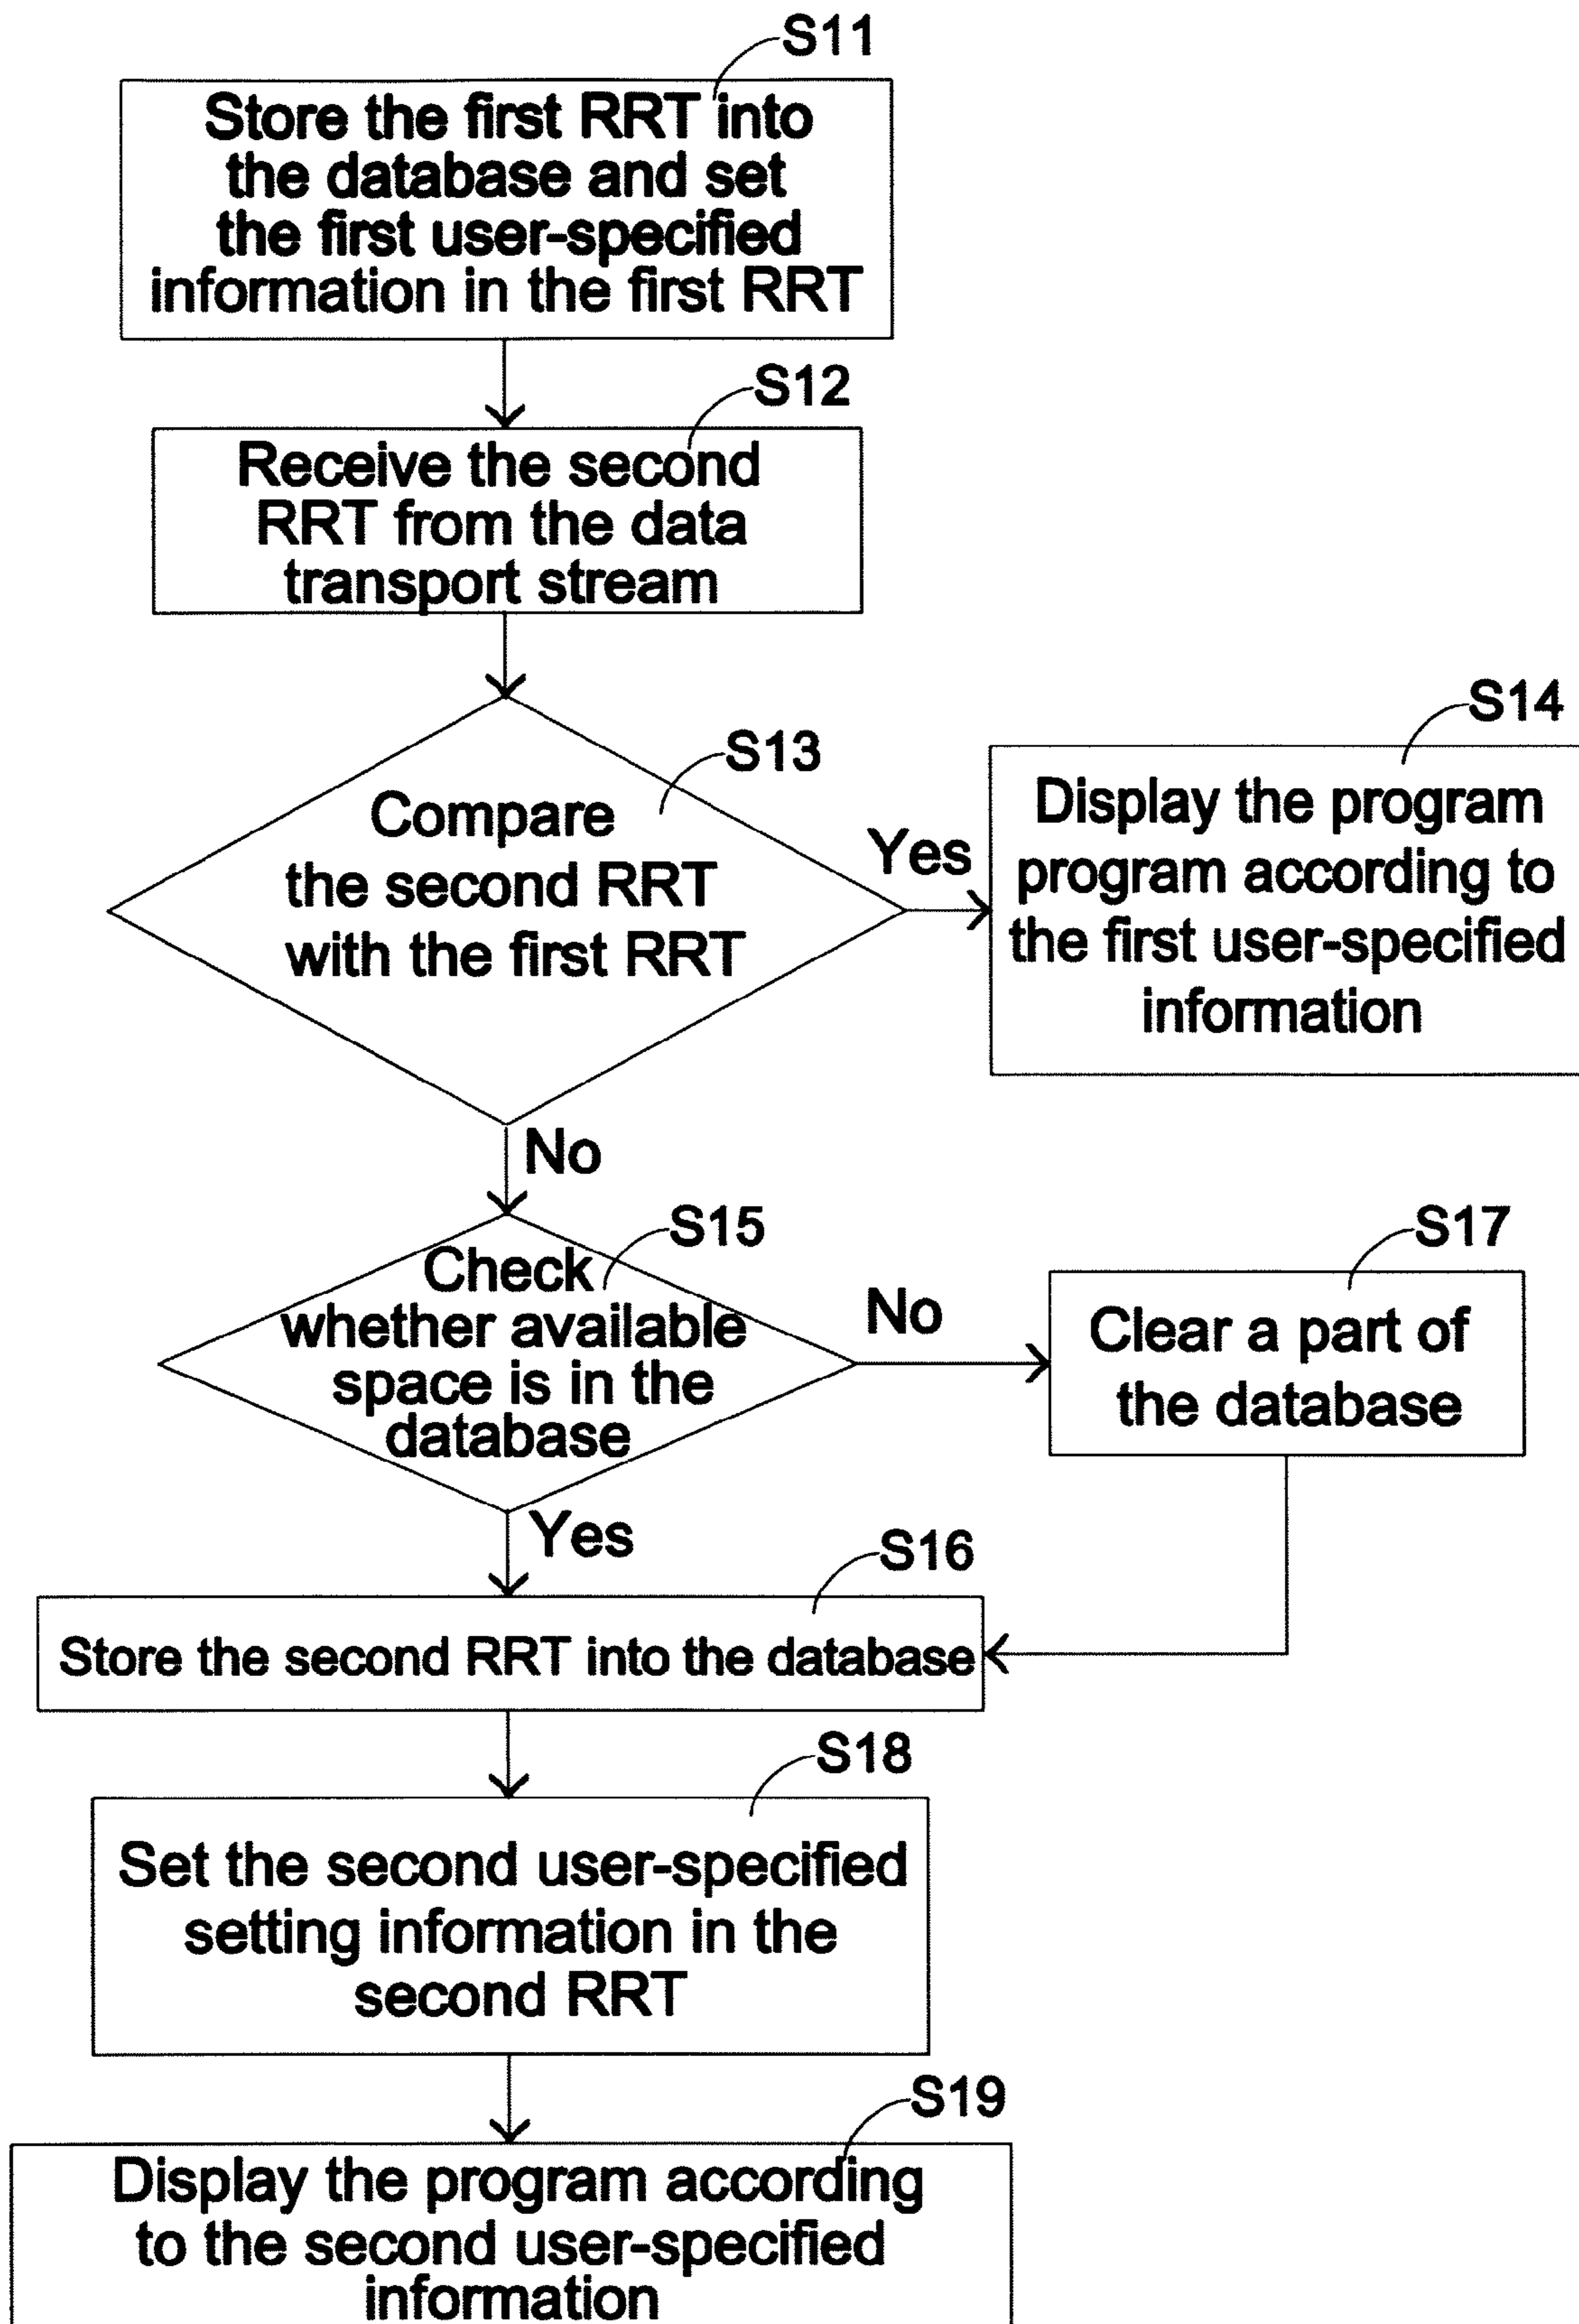 S11
Store the first RRT into
the database and set
the first user-specified
information in the first RRT
S12
Receive the second
RRT from the data
transport stream
S13
Compare
the second RRT
with the first RRT
Yes
S14
Display the program
program according to
the first user-specified
information
No
S15
Check
whether available
space is in the
database
No
S17
Clear a part of
the database
Yes
S16
Store the second RRT into the database
S18
Set the second user-specified
setting information in the
second RRT
S19
Display the program according
to the second user-specified
information